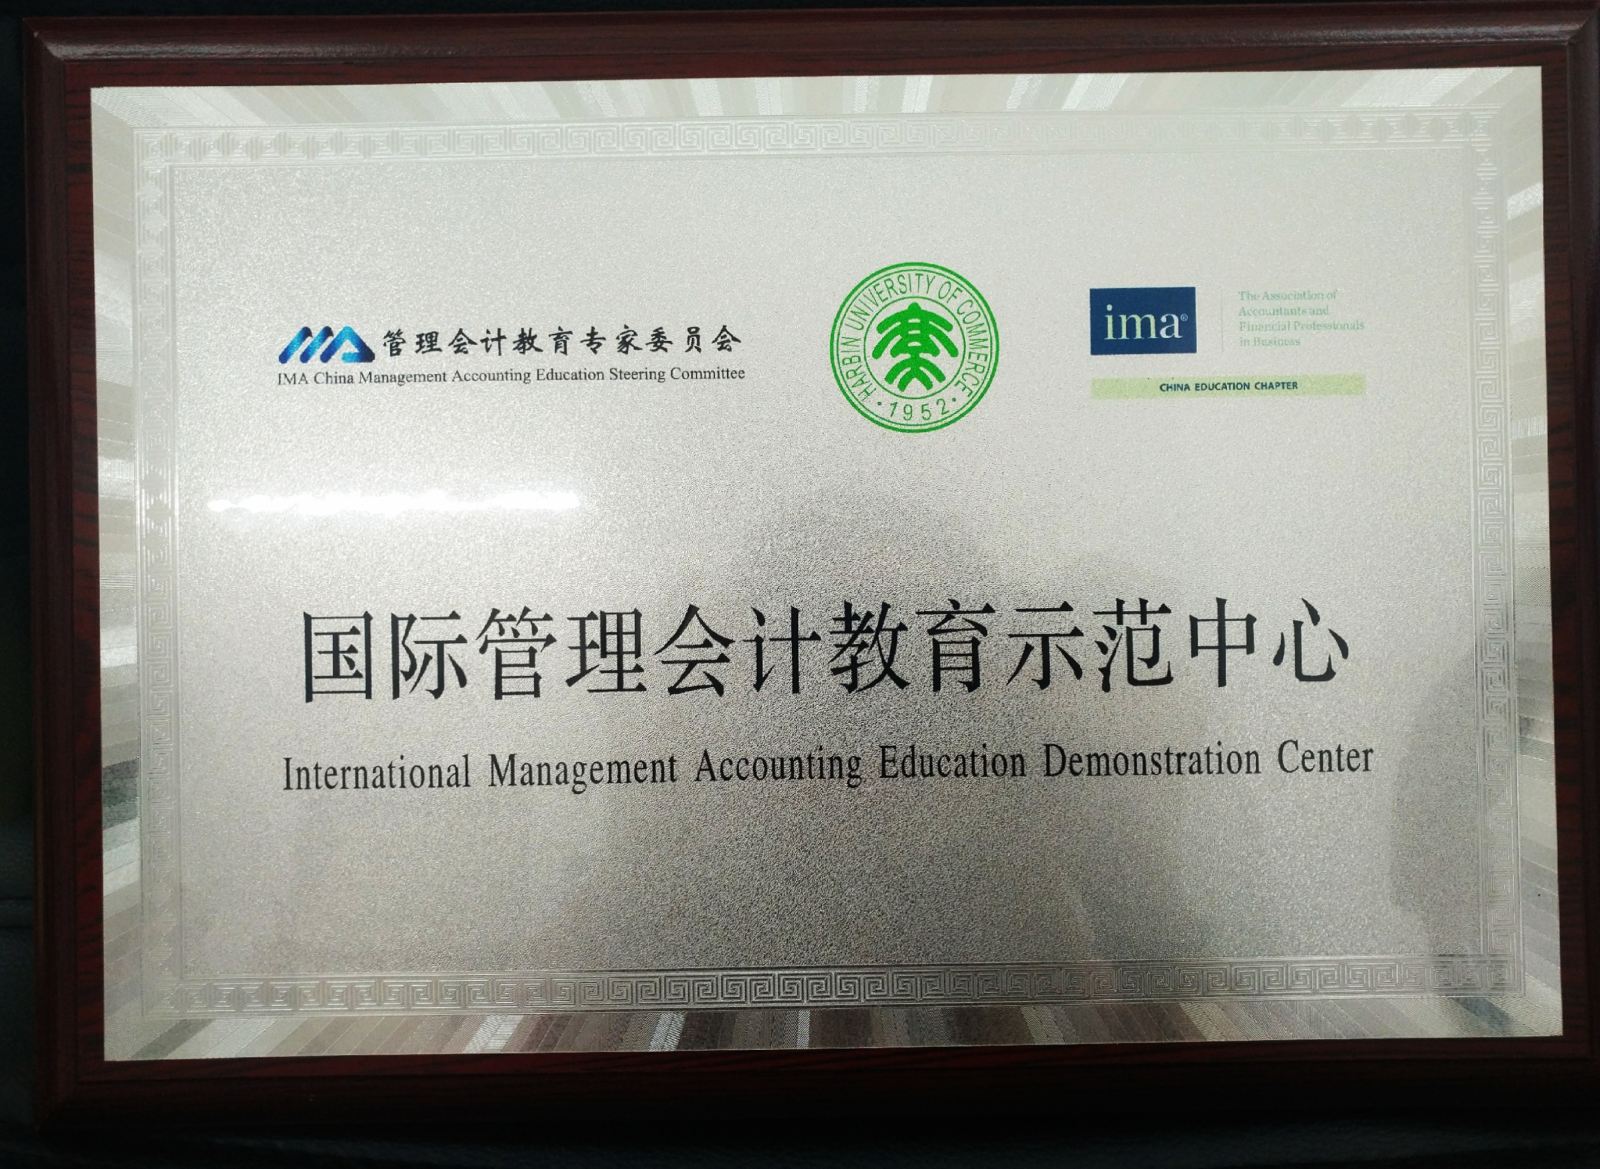 管理会计教育专家委员会
IMA China Management Accounting Education Steering Committee
HARBIN UNIVERSITY OF COMMERCE
·1952·
ima®
The Association of
Accountants and
Financial Professionals
in Business
CHINA EDUCATION CHAPTER
国际管理会计教育示范中心
International Management Accounting Education Demonstration Center